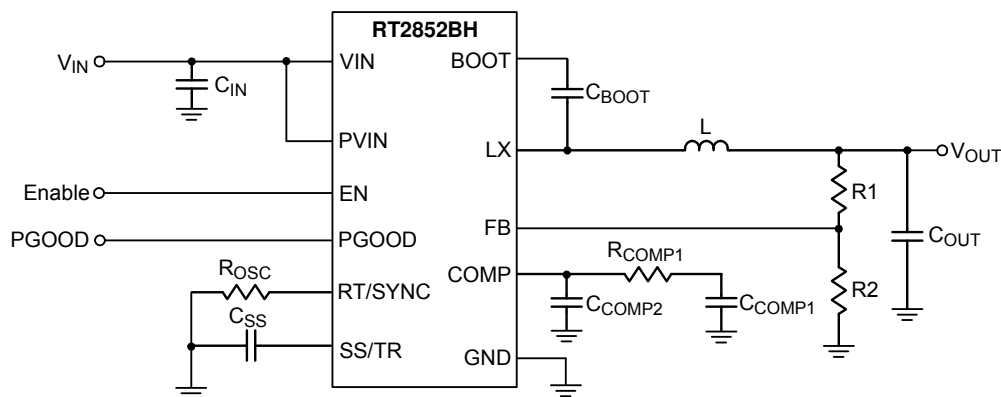 RT2852BH
VIN
VIN
CIN
BOOT
CBOOT
PVIN
LX
L
VOUT
Enable
EN
R1
PGOOD
PGOOD
FB
COUT
ROSC
RT/SYNC
COMP
RCOMP1
R2
CCOMP2
CCOMP1
CSS
SS/TR
GND